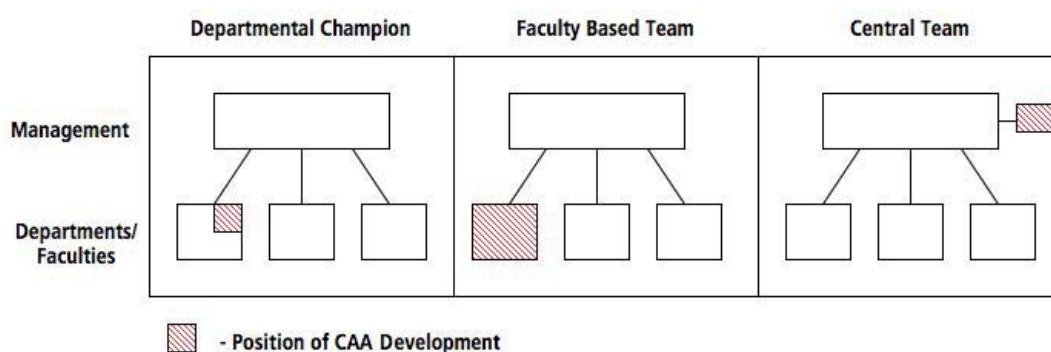 Departmental Champion
Faculty Based Team
Central Team
Management
Departments/
Faculties
- Position of CAA Development